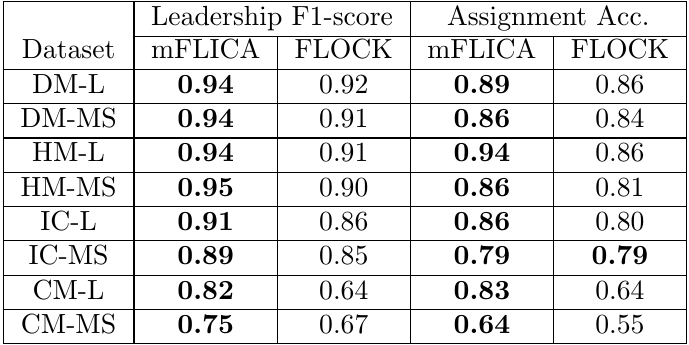 Leadership F1-score Assignment Acc.
Dataset mFLICA FLOCK mFLICA FLOCK
DM-L 0.94 0.92 0.89 0.86
DM-MS 0.94 0.91 0.86 0.84
HM-L 0.94 0.91 0.94 0.86
HM-MS 0.95 0.90 0.86 0.81
IC-L 0.91 0.86 0.86 0.80
IC-MS 0.89 0.85 0.79 0.79
CM-L 0.82 0.64 0.83 0.64
CM-MS 0.75 0.67 0.64 0.55